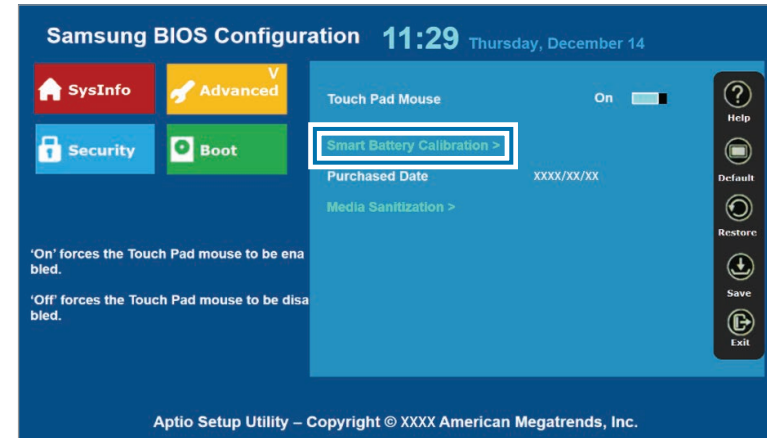 Samsung BIOS Configuration 11:29 Thursday, December 14
SysInfo
V
Advanced
Security
Boot
'On' forces the Touch Pad mouse to be ena
bled.
'Off' forces the Touch Pad mouse to be disa
bled.
Touch Pad Mouse On
Smart Battery Calibration >
Purchased Date XXXX/XX/XX
Media Sanitization >
?
Help
Default
Restore
Save
Exit
Aptio Setup Utility – Copyright © XXXX American Megatrends, Inc.